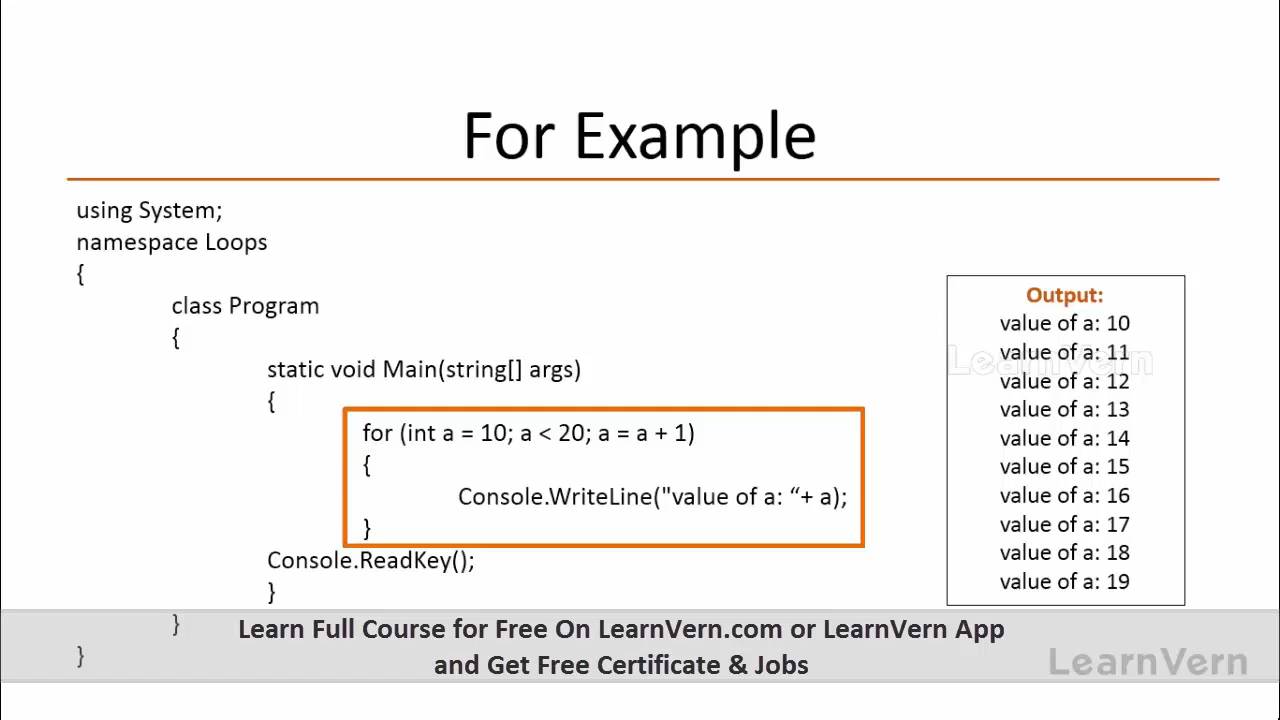 For Example
using System;
namespace Loops
{
class Program
{
static void Main(string[] args)
{
for (int a = 10; a < 20; a = a + 1)
{
Console.WriteLine("value of a: “+ a);
}
Console.ReadKey();
}
}
}
Output:
value of a: 10
value of a: 11
LearnVern
value of a: 12
value of a: 13
value of a: 14
value of a: 15
value of a: 16
value of a: 17
value of a: 18
value of a: 19
Learn Full Course for Free On LearnVern.com or LearnVern App
and Get Free Certificate & Jobs
LearnVern